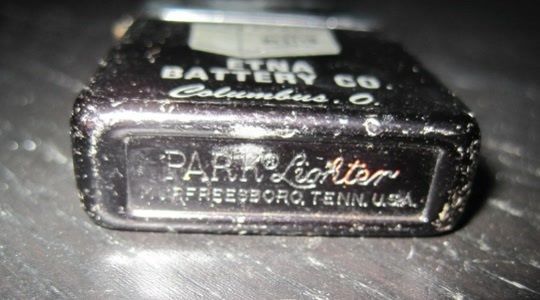 ETNA
BATTERY CO.
Columbus - O.
PARK® Lighter
MURFREESBORO, TENN. U.S.A.